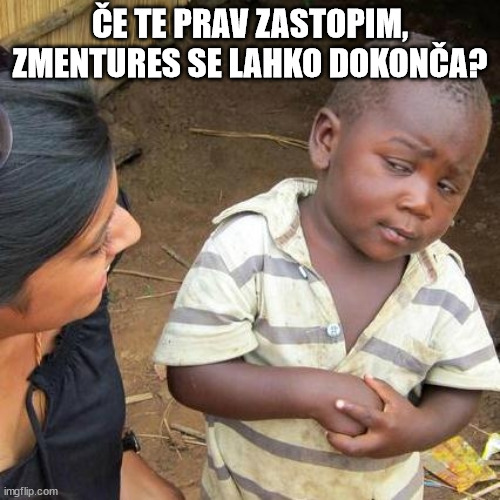 ČE TE PRAV ZASTOPIM,
ZMENTURES SE LAHKO DOKONČA?
imgflip.com